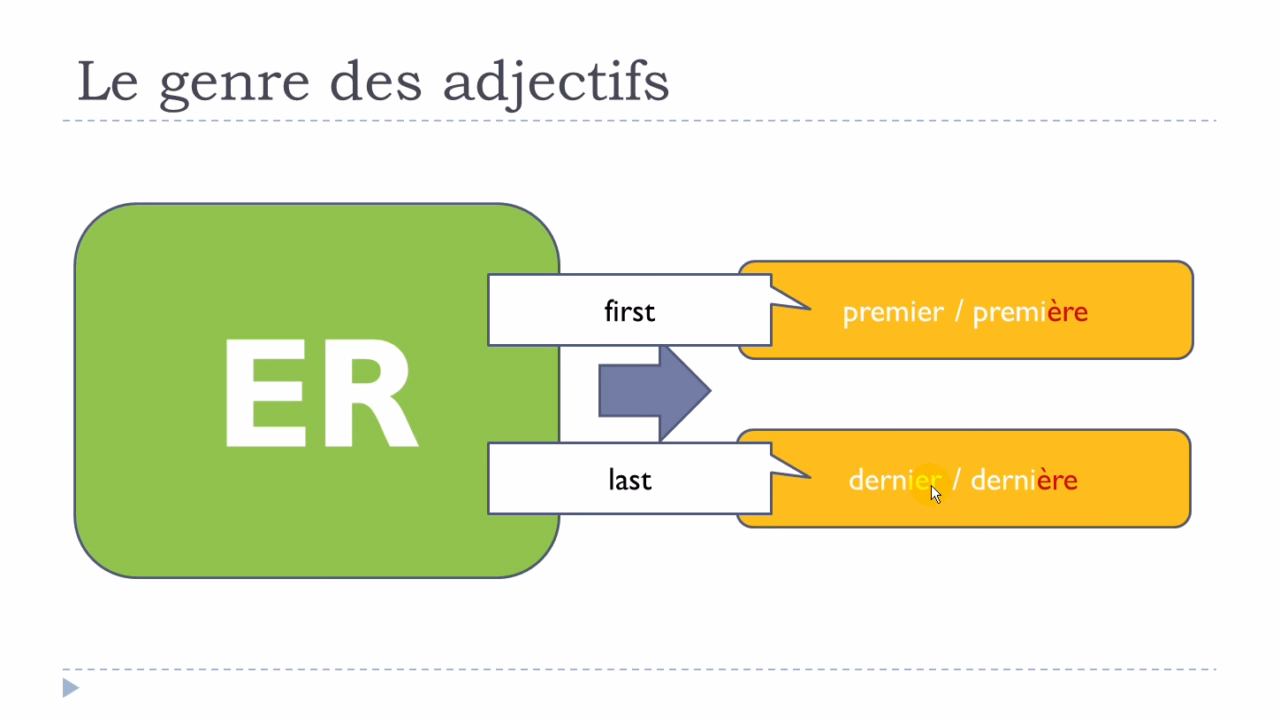 Le genre des adjectifs
ER
first
premier / première
last
dernier / dernière